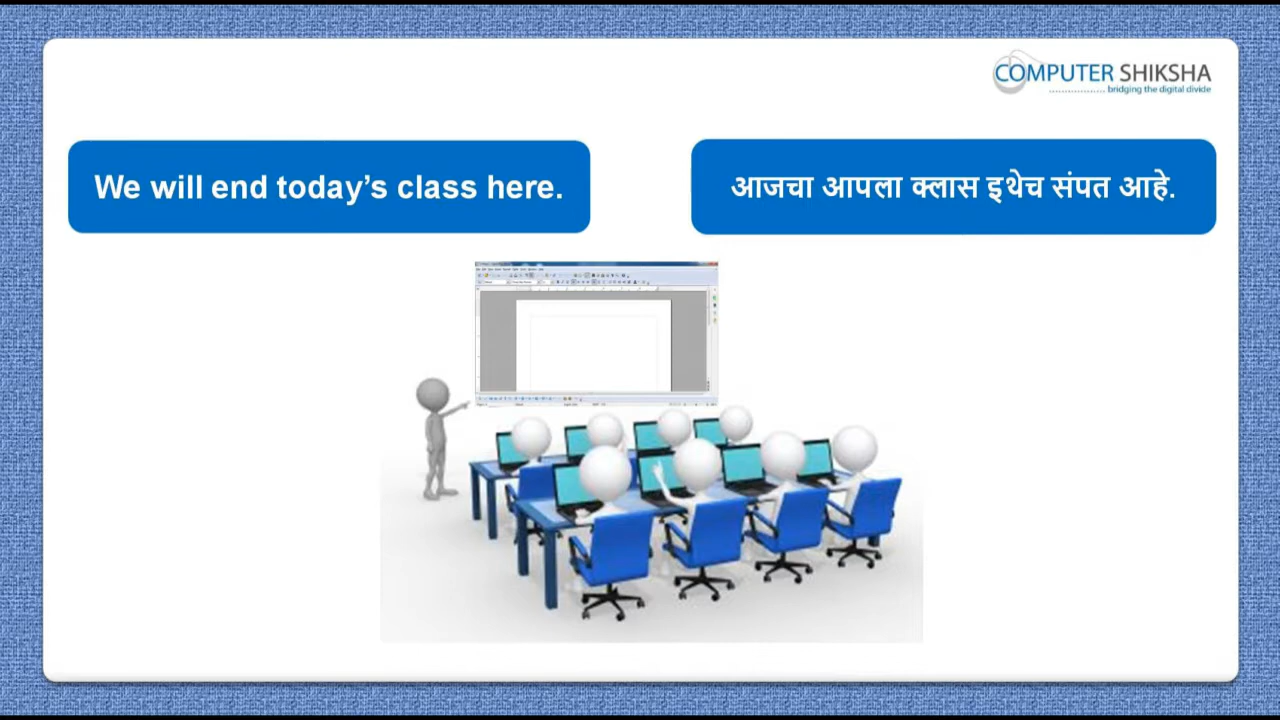 COMPUTER SHIKSHA
bridging the digital divide
We will end today’s class here.
आजचा आपला क्लास इथेच संपत आहे.